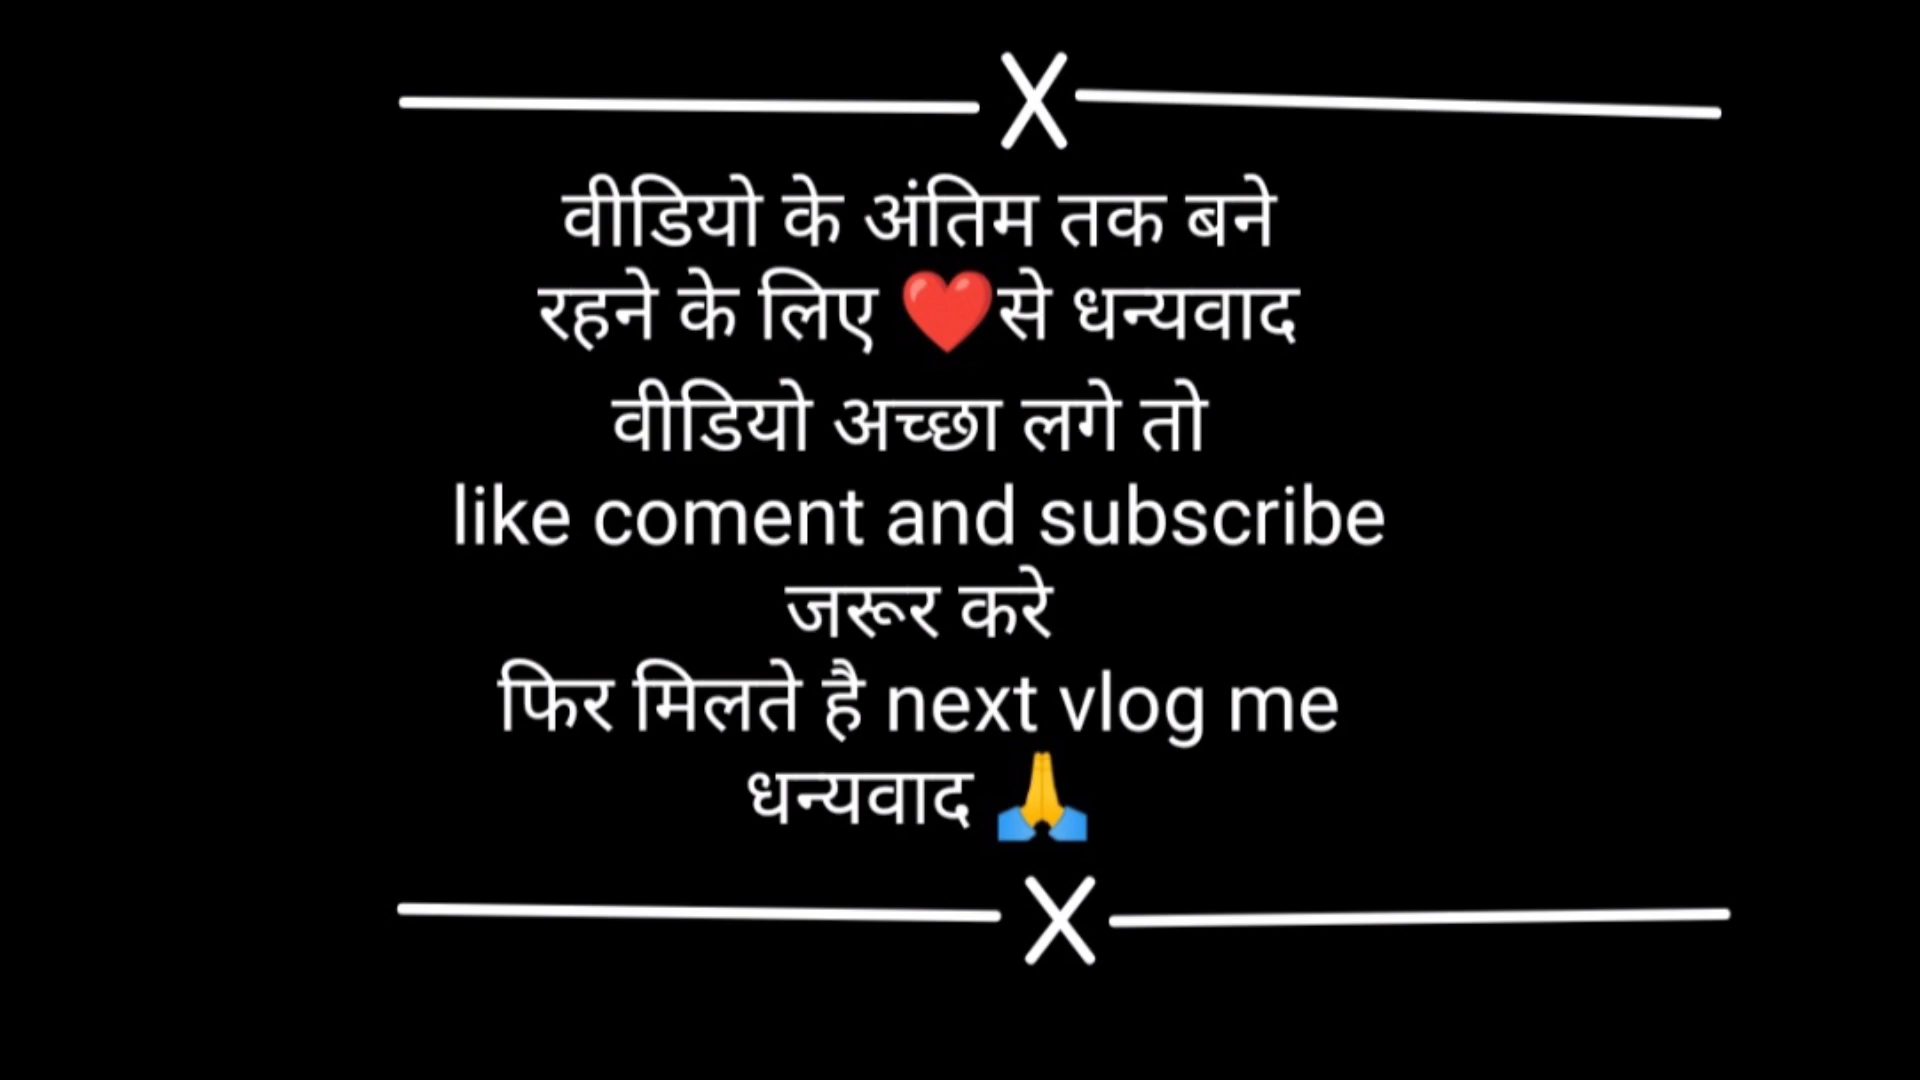 X
वीडियो के अंतिम तक बने
रहने के लिए ❤️से धन्यवाद
वीडियो अच्छा लगे तो
like coment and subscribe
जरूर करे
फिर मिलते है next vlog me
धन्यवाद 🙏
X